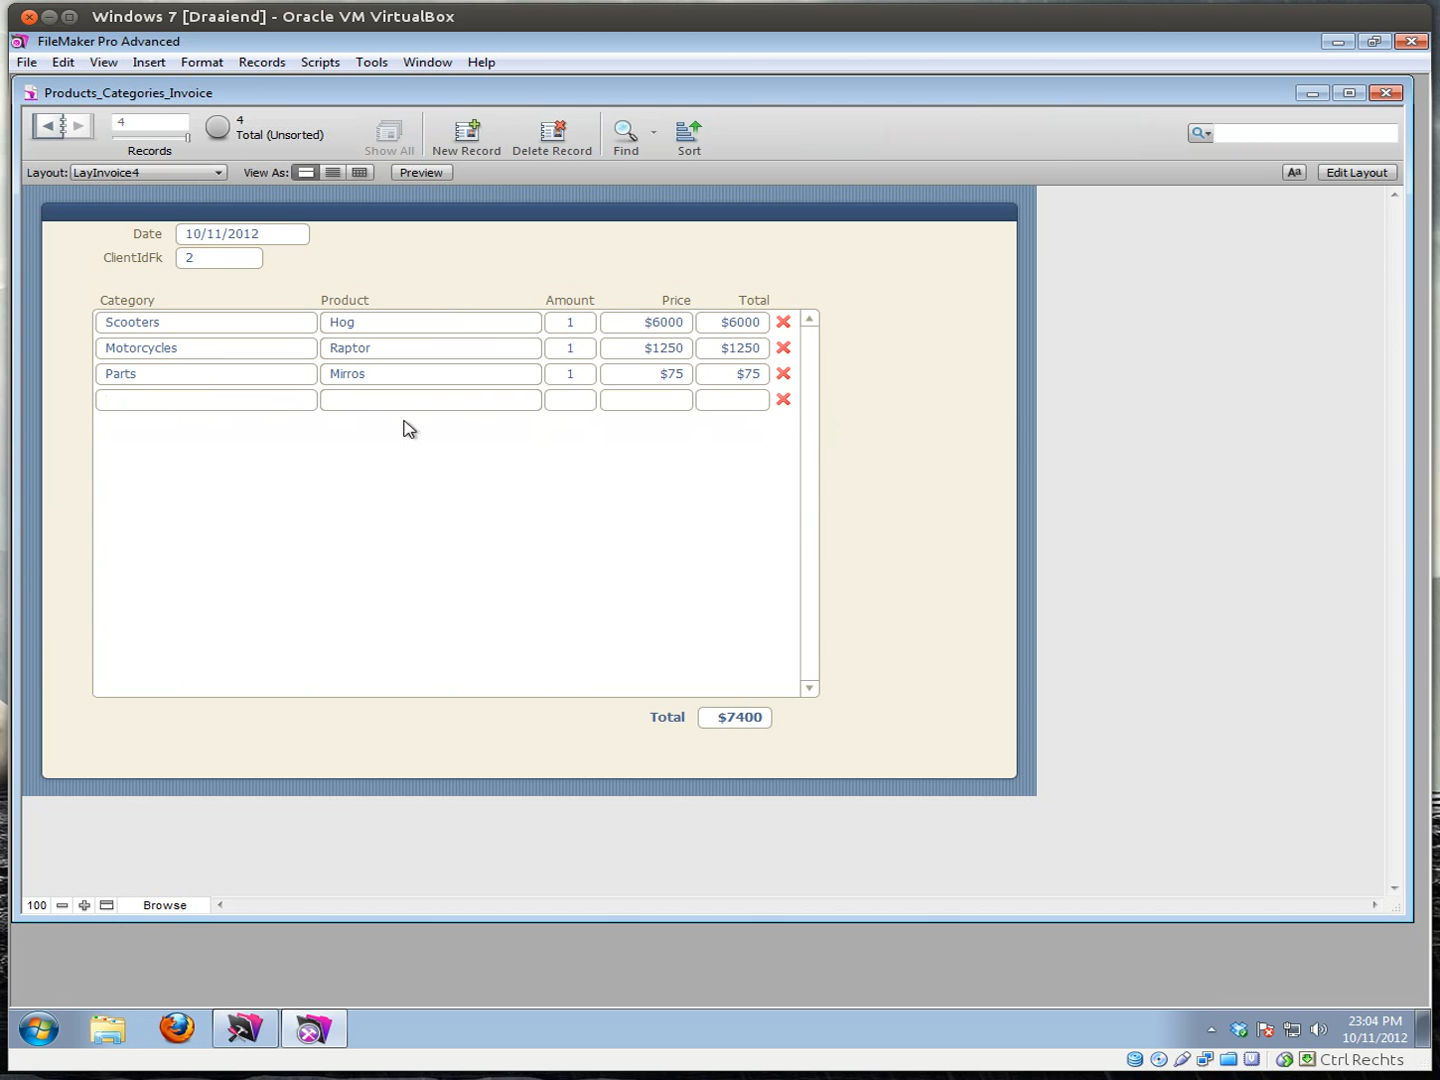 Windows 7 [Draaiend] - Oracle VM VirtualBox
FileMaker Pro Advanced
File Edit View Insert Format Records Scripts Tools Window Help
Products_Categories_Invoice
4
4
Total (Unsorted)
Records
Show All
New Record
Delete Record
Find
Sort
Layout: LayInvoice4 View As: Preview Aa Edit Layout
Date 10/11/2012
ClientIdFk 2
Category Product Amount Price Total
Scooters Hog 1 $6000 $6000
Motorcycles Raptor 1 $1250 $1250
Parts Mirros 1 $75 $75
Total $7400
100 Browse
23:04 PM
10/11/2012
Ctrl Rechts